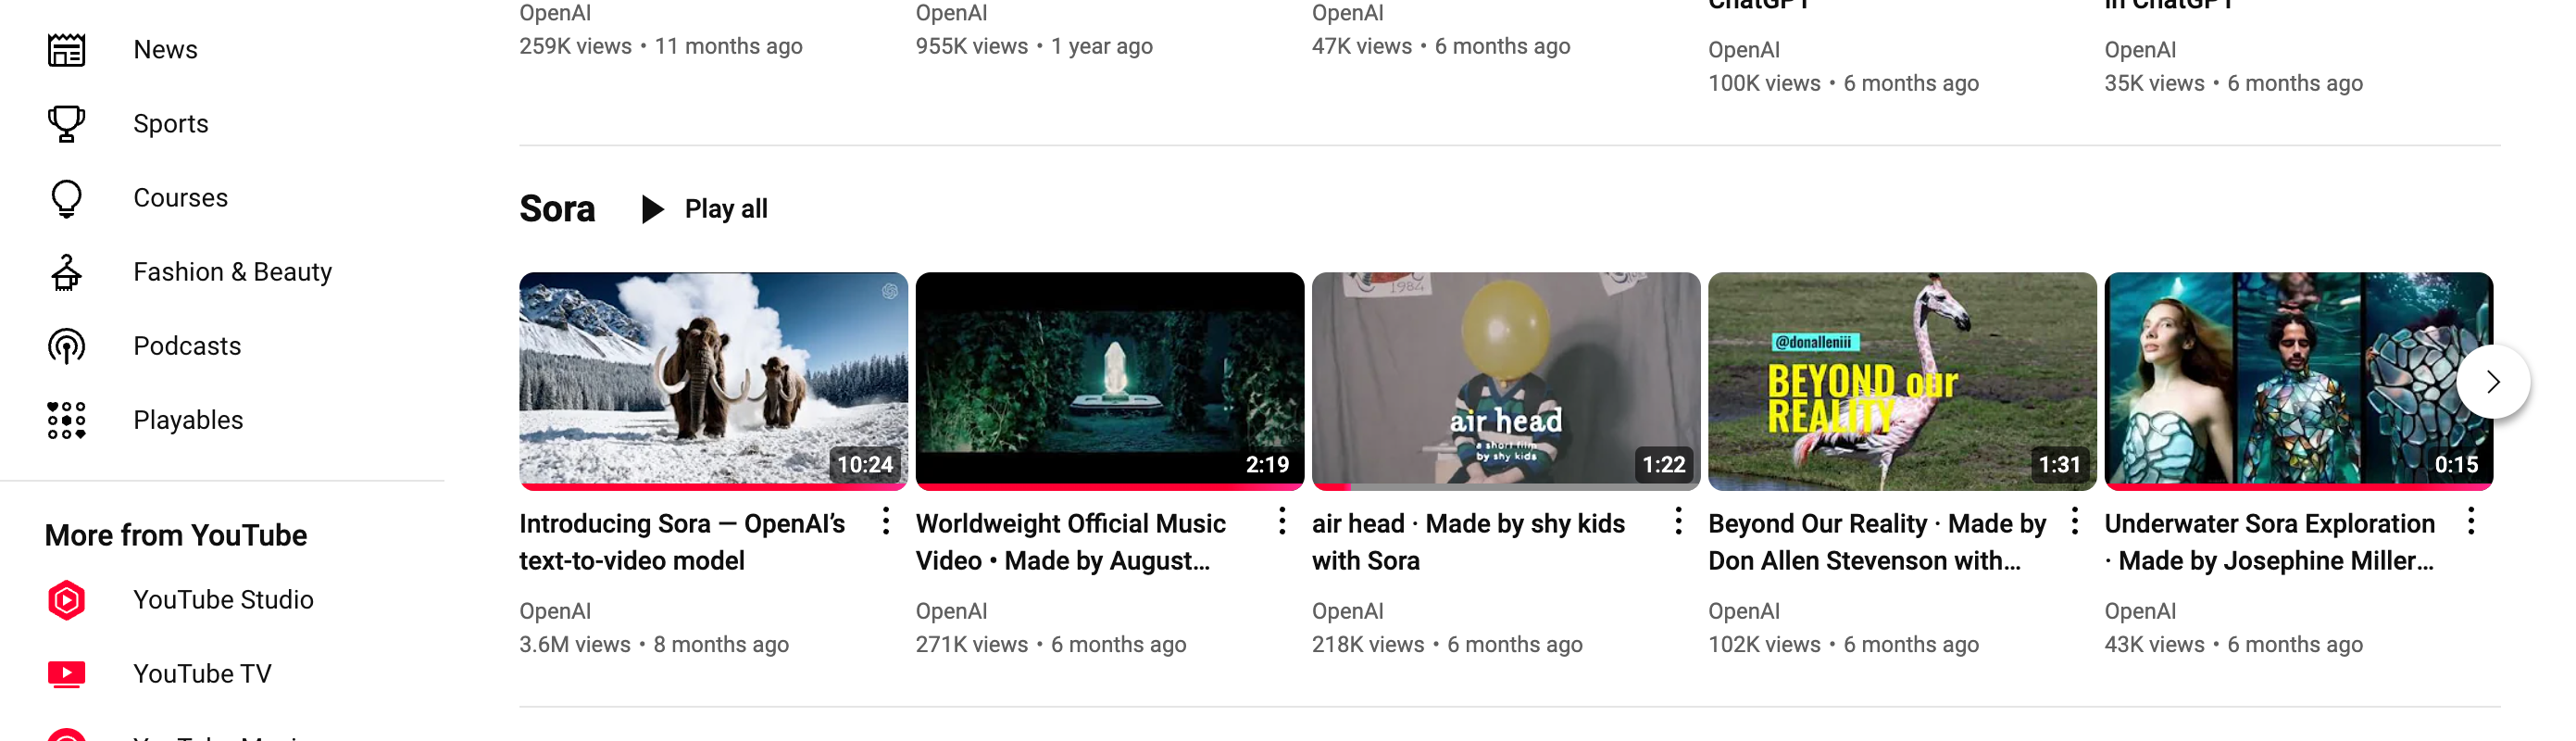 News
Sports
Courses
Fashion & Beauty
Podcasts
Playables
More from YouTube
YouTube Studio
YouTube TV
OpenAI
259K views • 11 months ago
OpenAI
955K views • 1 year ago
OpenAI
47K views • 6 months ago
ChatGPT
OpenAI
100K views • 6 months ago
in ChatGPT
OpenAI
35K views • 6 months ago
Sora
Play all
10:24
Introducing Sora — OpenAI’s
text-to-video model
OpenAI
3.6M views • 8 months ago
2:19
Worldweight Official Music
Video • Made by August...
OpenAI
271K views • 6 months ago
1984
air head
a short film
by shy kids
1:22
air head · Made by shy kids
with Sora
OpenAI
218K views • 6 months ago
@donalleniii
BEYOND our
REALITY
1:31
Beyond Our Reality · Made by
Don Allen Stevenson with...
OpenAI
102K views • 6 months ago
0:15
Underwater Sora Exploration
· Made by Josephine Miller...
OpenAI
43K views • 6 months ago